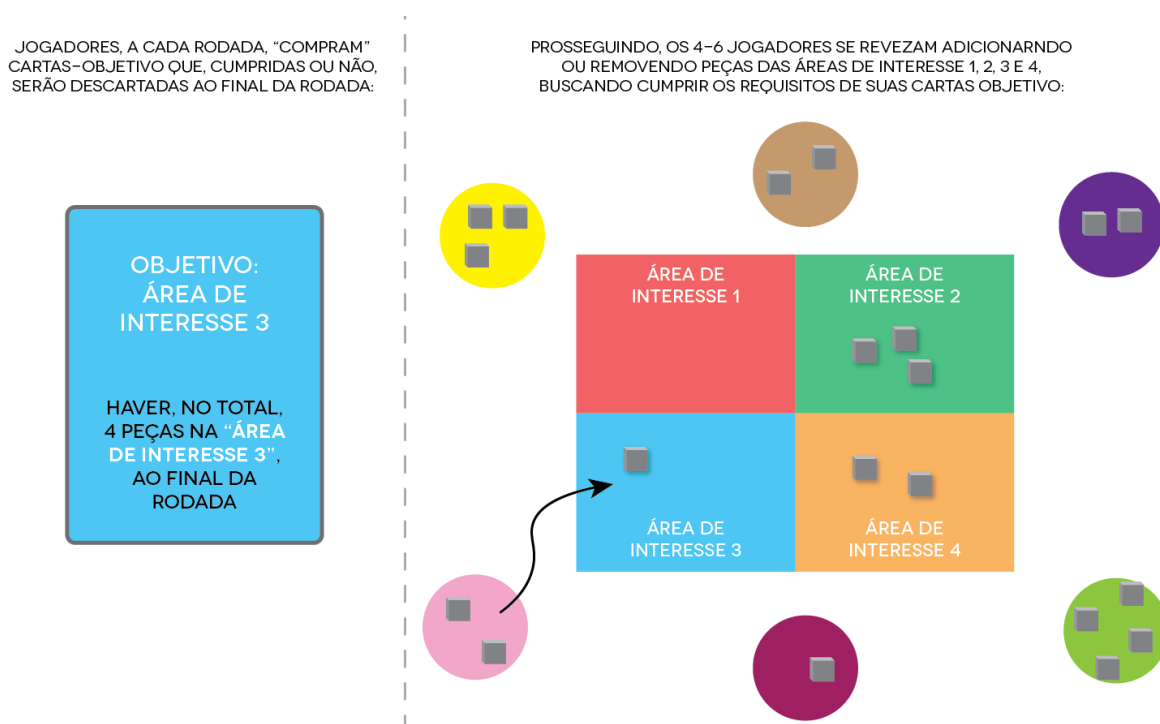 JOGADORES, A CADA RODADA, “COMPRAM”
CARTAS-OBJETIVO QUE, CUMPRIDAS OU NÃO,
SERÃO DESCARTADAS AO FINAL DA RODADA:
OBJETIVO:
ÁREA DE
INTERESSE 3
HAVER, NO TOTAL,
4 PEÇAS NA “ÁREA
DE INTERESSE 3”,
AO FINAL DA
RODADA
PROSSEGUINDO, OS 4-6 JOGADORES SE REVEZAM ADICIONARNDO
OU REMOVENDO PEÇAS DAS ÁREAS DE INTERESSE 1, 2, 3 E 4,
BUSCANDO CUMPRIR OS REQUISITOS DE SUAS CARTAS OBJETIVO:
ÁREA DE
INTERESSE 1
ÁREA DE
INTERESSE 2
ÁREA DE
INTERESSE 3
ÁREA DE
INTERESSE 4